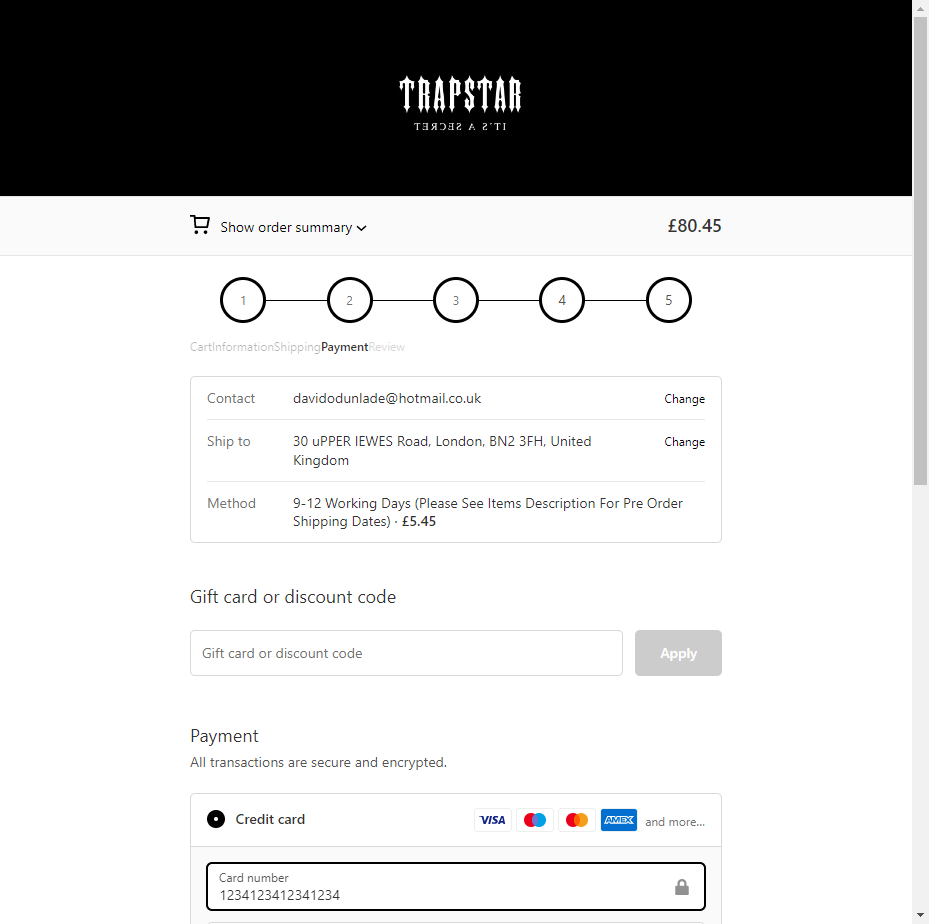 TRAPSTAR
IT'S A SECRET
Show order summary
£80.45
1 2 3 4 5
CartInformationShippingPaymentReview
Contact davidodunlade@hotmail.co.uk Change
Ship to 30 uPPER lEWES Road, London, BN2 3FH, United Change
Kingdom
Method 9-12 Working Days (Please See Items Description For Pre Order
Shipping Dates) · £5.45
Gift card or discount code
Gift card or discount code Apply
Payment
All transactions are secure and encrypted.
Credit card VISA AMEX and more...
Card number
1234123412341234